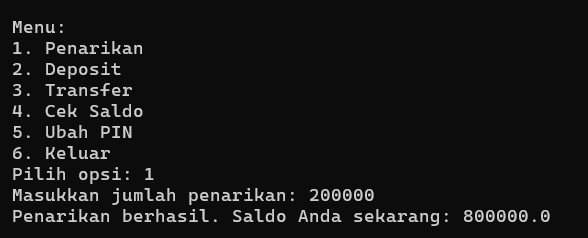 Menu:
1. Penarikan
2. Deposit
3. Transfer
4. Cek Saldo
5. Ubah PIN
6. Keluar
Pilih opsi: 1
Masukkan jumlah penarikan: 200000
Penarikan berhasil. Saldo Anda sekarang: 800000.0